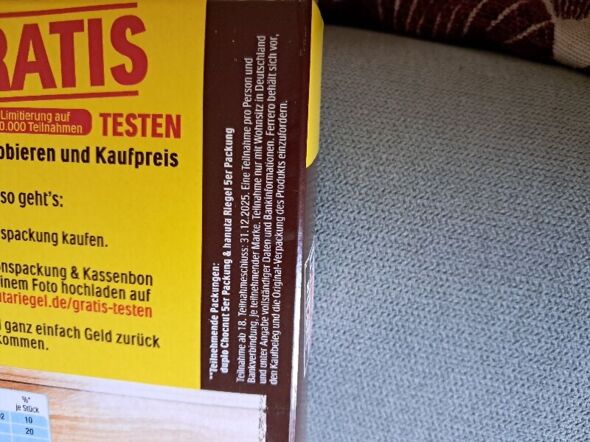 RATIS
Limitierung auf
0.000 Teilnahmen
TESTEN
obieren und Kaufpreis
so geht's:
spackung kaufen.
onspackung & Kassenbon
inem Foto hochladen auf
utariegel.de/gratis-testen
d ganz einfach Geld zurück
kommen.
%*
je Stück
10
20
**Teilnehmende Packungen:
duplo Chocnut 5er Packung & hanuta Riegel 5er Packung
Teilnahme ab 18. Teilnahmeschluss: 31.12.2025. Eine Teilnahme pro Person und
Bankverbindung, je teilnehmender Marke. Teilnahme nur mit Wohnsitz in Deutschland
und unter Angabe vollständiger Daten und Bankinformationen. Ferrero behält sich vor,
den Kaufbeleg und die Original-Verpackung des Produkts einzufordern.